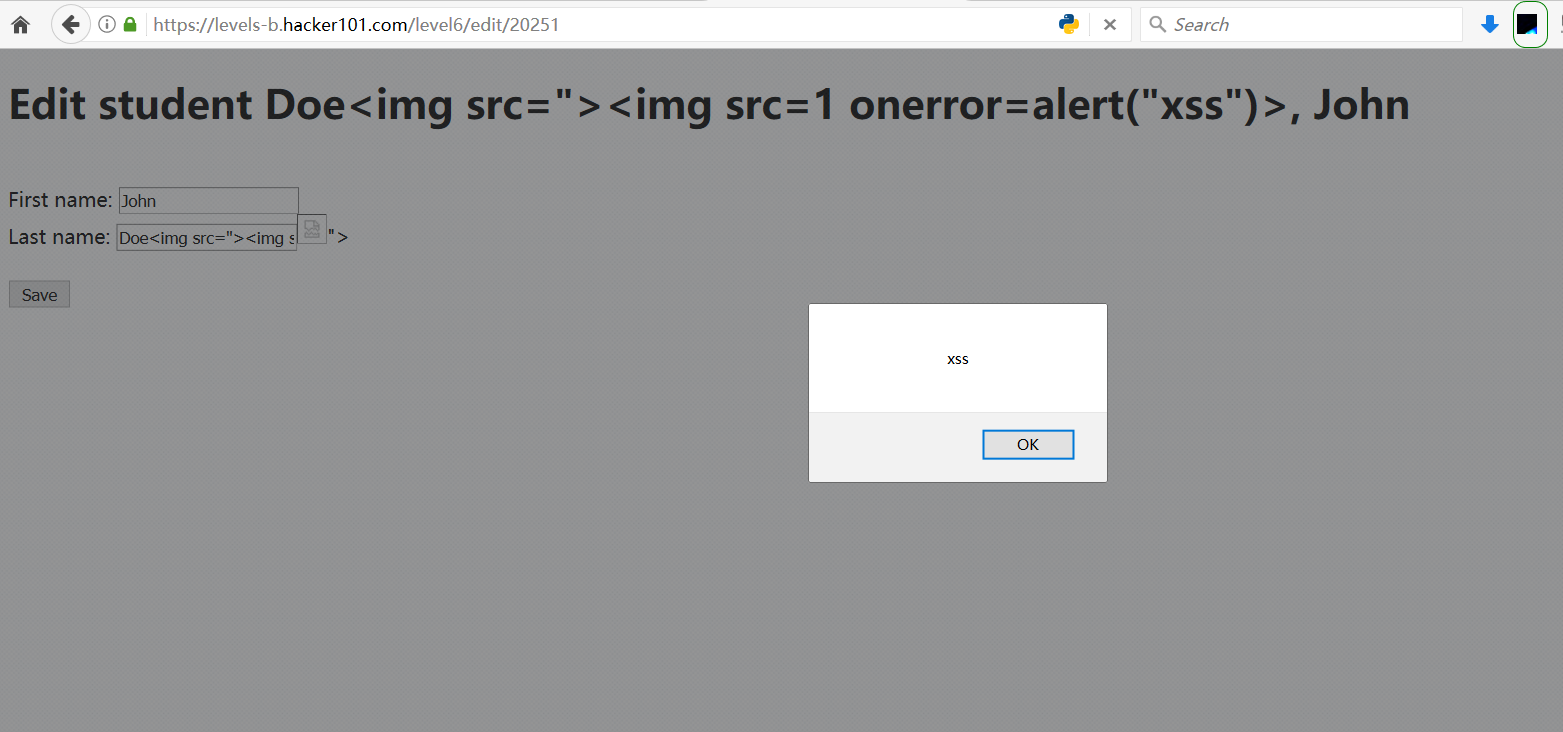 https://levels-b.hacker101.com/level6/edit/20251
Search
Edit student Doe<img src="><img src=1 onerror=alert("xss")>, John
First name: John
Last name: Doe<img src="><img s ">
Save
xss
OK